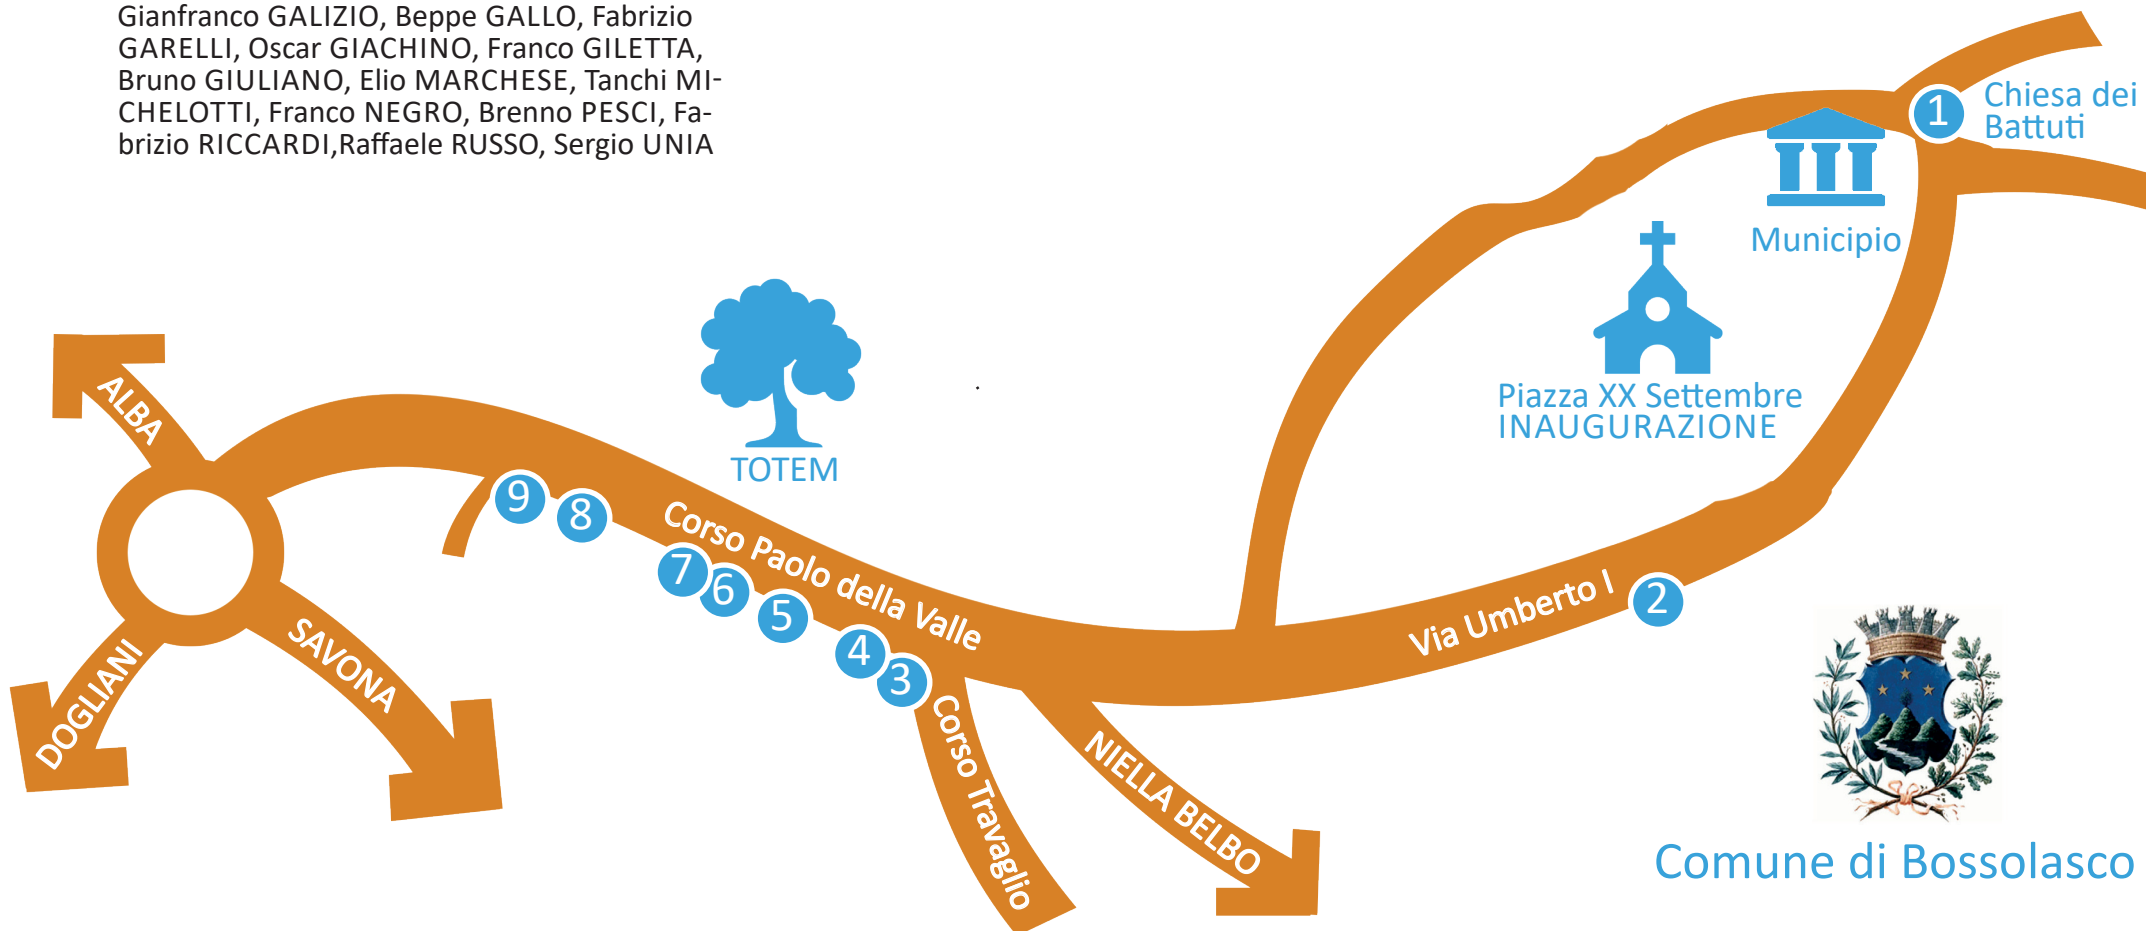 Gianfranco GALIZIO, Beppe GALLO, Fabrizio
GARELLI, Oscar GIACHINO, Franco GILETTA,
Bruno GIULIANO, Elio MARCHESE, Tanchi MI-
CHELOTTI, Franco NEGRO, Brenno PESCI, Fa-
brizio RICCARDI,Raffaele RUSSO, Sergio UNIA
1
Chiesa dei
Battuti
Municipio
Piazza XX Settembre
INAUGURAZIONE
TOTEM
ALBA
DOGLIANI
SAVONA
9
8
7
6
5
4
3
Corso Paolo della Valle
Corso Travaglio
NIELLA BELBO
Via Umberto I
2
Comune di Bossolasco